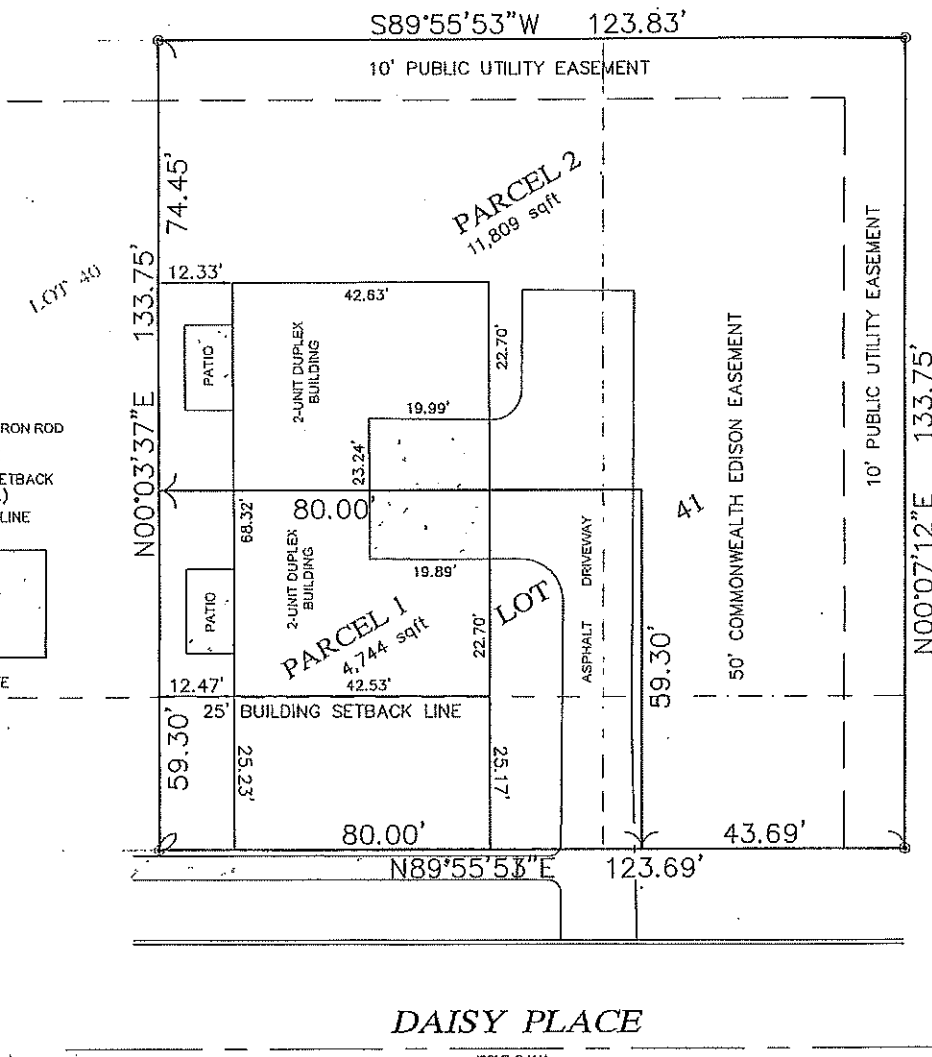 S89°55'53"W 123.83'
10' PUBLIC UTILITY EASEMENT
74.45'
PARCEL 2
11,809 sqft
LOT 40
133.75'
N00°03'37"E
12.33'
42.63'
10' PUBLIC UTILITY EASEMENT
PATIO
2-UNIT DUPLEX
BUILDING
22.70'
50' COMMONWEALTH EDISON EASEMENT
133.75'
N00°07'12"E
19.99'
RON ROD
23.24'
ETBACK
.)
LINE
80.00'
68.32'
41
2-UNIT DUPLEX
BUILDING
19.89'
ASPHALT DRIVEWAY
LOT
PATIO
PARCEL 1
4,744 sqft
22.70'
59.30'
E
12.47'
42.53'
25' BUILDING SETBACK LINE
59.30'
25.23'
25.17'
80.00'
43.69'
N89°55'53"E 123.69'
DAISY PLACE